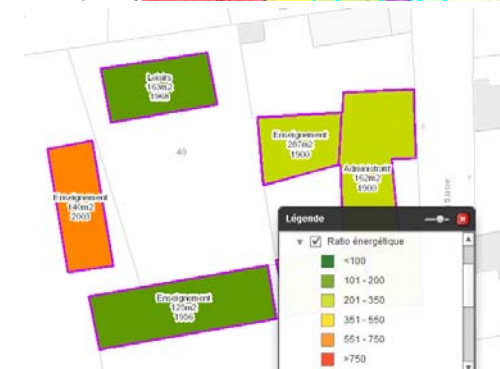 Loisirs
163m2
1968
Enseignement
287m2
1900
40
Administratif
162m2
1900
Enseignement
140m2
2003
Légende
Ratio énergétique
<100
101 - 200
201 - 350
351 - 550
551 - 750
>750
Enseignement
125m2
1956